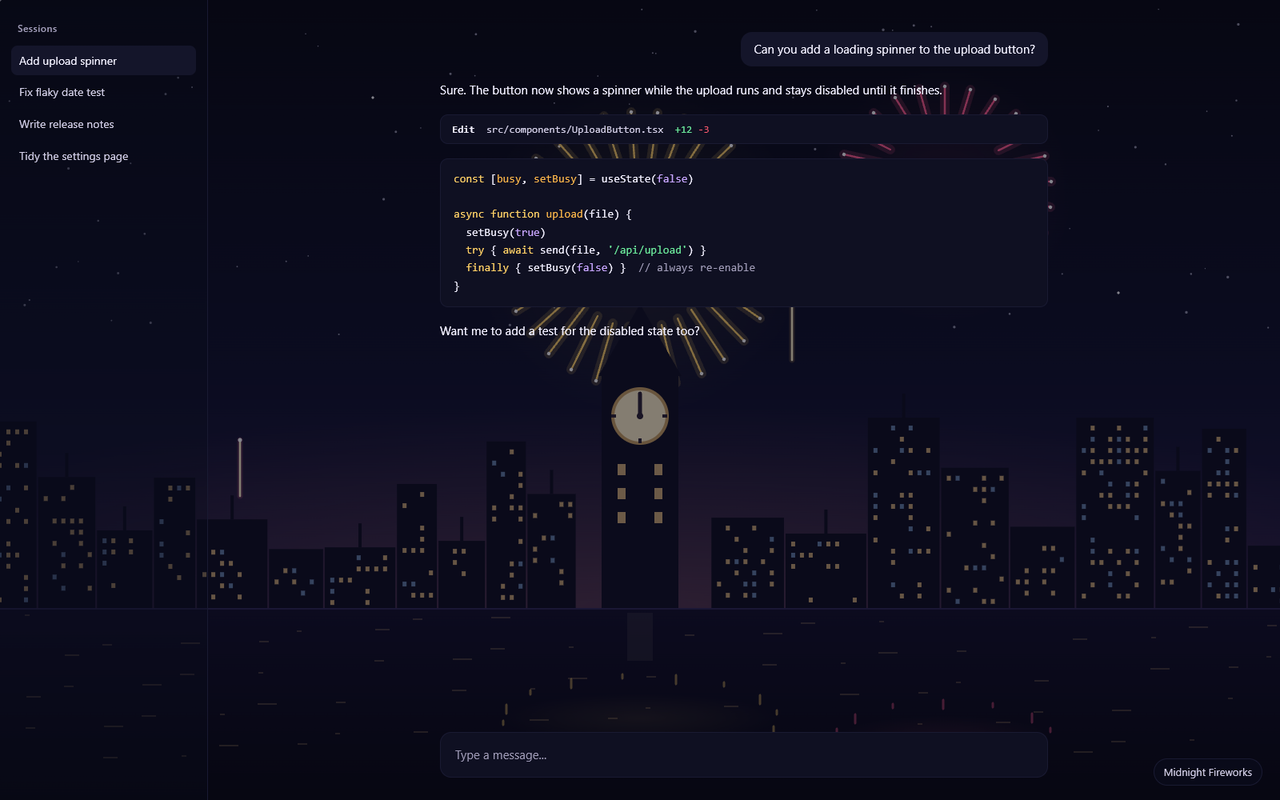 Sessions
Add upload spinner
Fix flaky date test
Write release notes
Tidy the settings page
Can you add a loading spinner to the upload button?
Sure. The button now shows a spinner while the upload runs and stays disabled until it finishes.
Edit src/components/UploadButton.tsx +12 -3
const [busy, setBusy] = useState(false)
async function upload(file) {
  setBusy(true)
  try { await send(file, '/api/upload') }
  finally { setBusy(false) }  // always re-enable
}
Want me to add a test for the disabled state too?
Type a message...
Midnight Fireworks